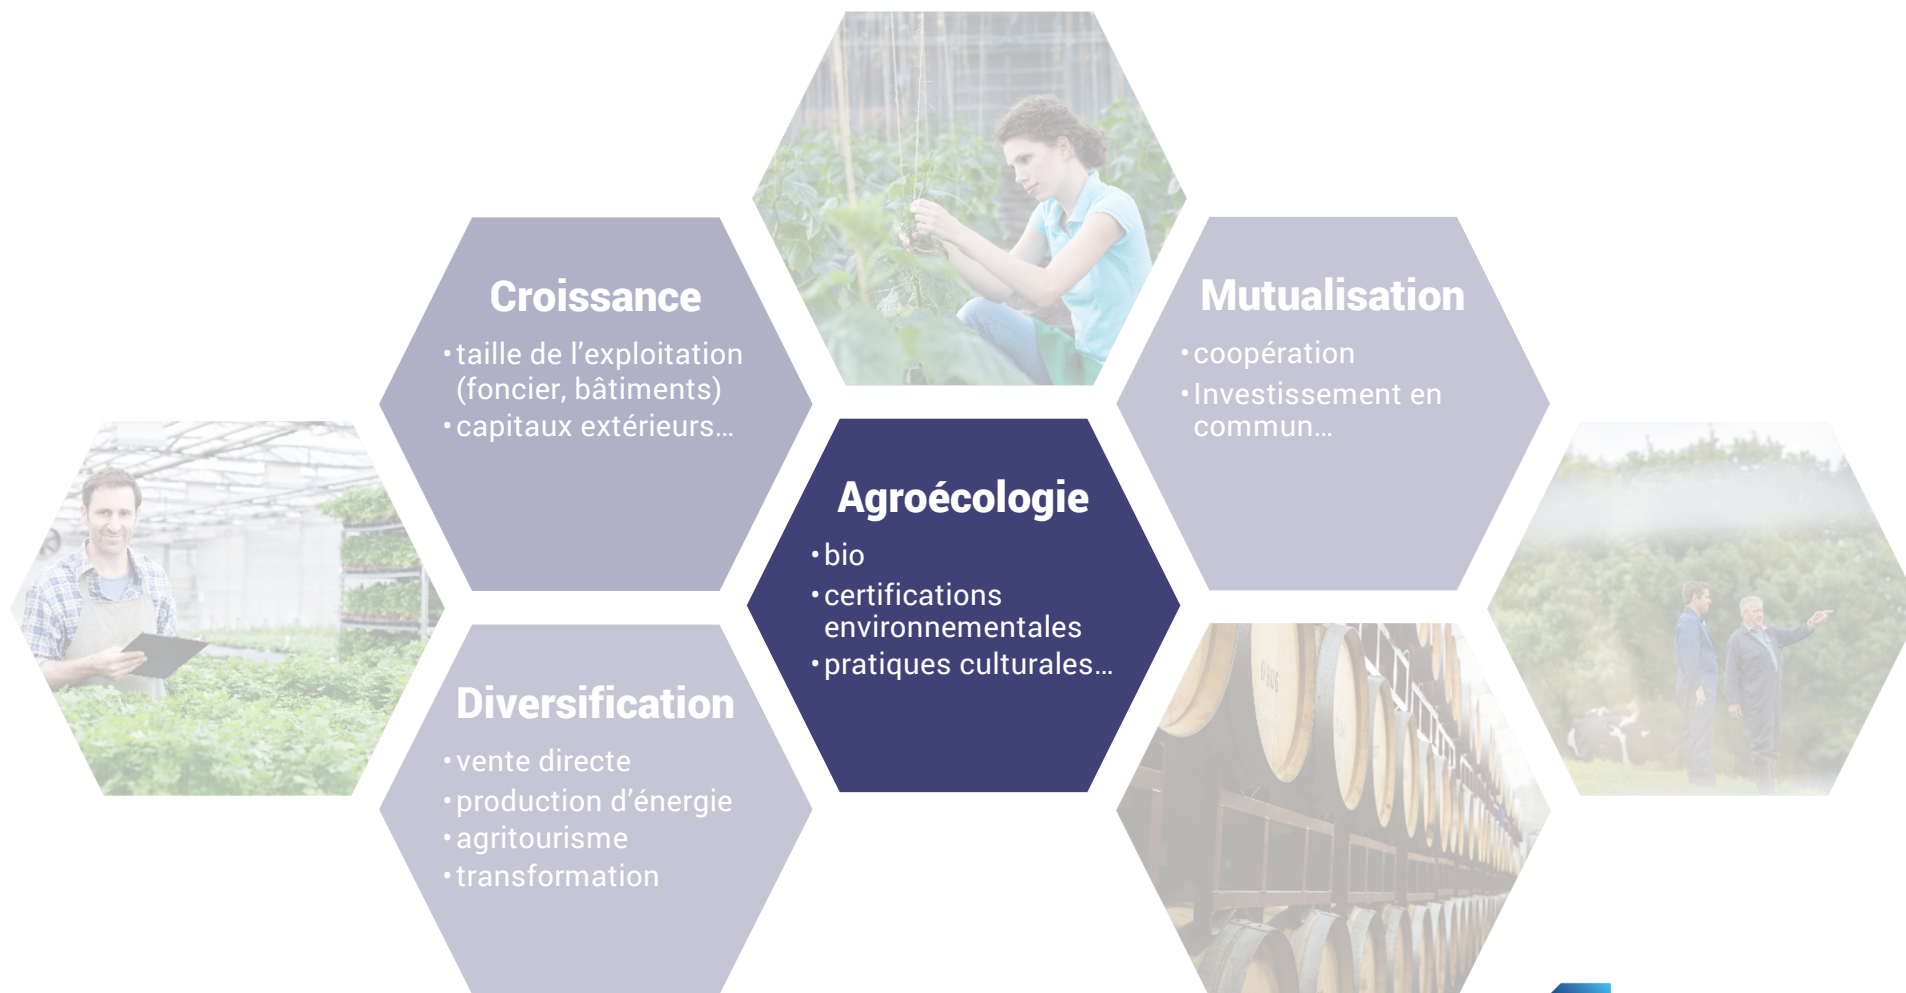 Croissance
•taille de l'exploitation
(foncier, bâtiments)
•capitaux extérieurs…
Mutualisation
•coopération
•Investissement en
commun…
Agroécologie
•bio
•certifications
environnementales
•pratiques culturales…
Diversification
•vente directe
•production d'énergie
•agritourisme
•transformation